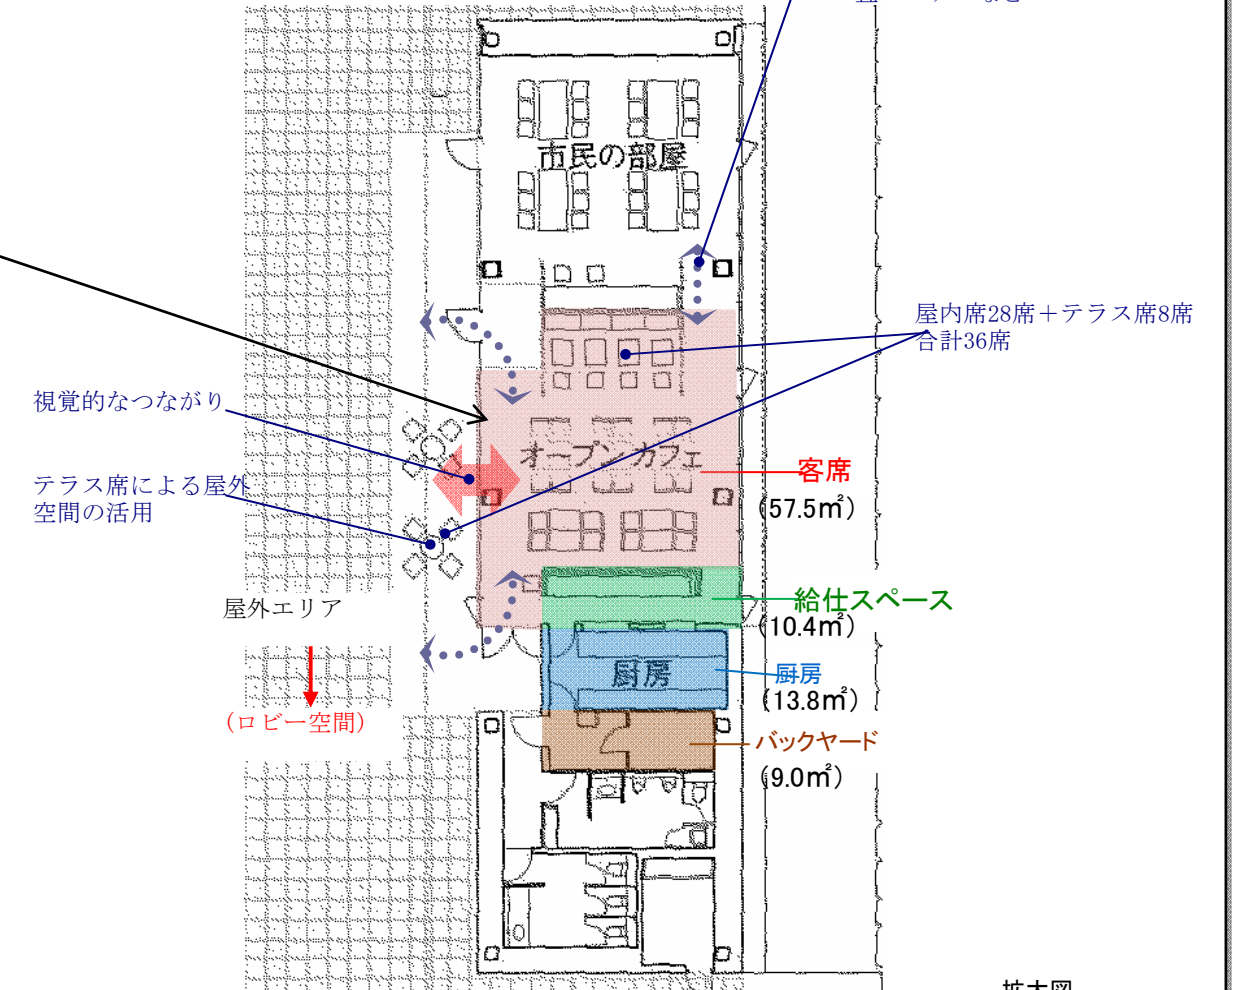 市民の部屋
屋内席28席＋テラス席8席
合計36席
視覚的なつながり
オープンカフェ
客席
(57.5㎡)
テラス席による屋外
空間の活用
屋外エリア
給仕スペース
(10.4㎡)
厨房
厨房
(13.8㎡)
(ロビー空間)
バックヤード
(9.0㎡)